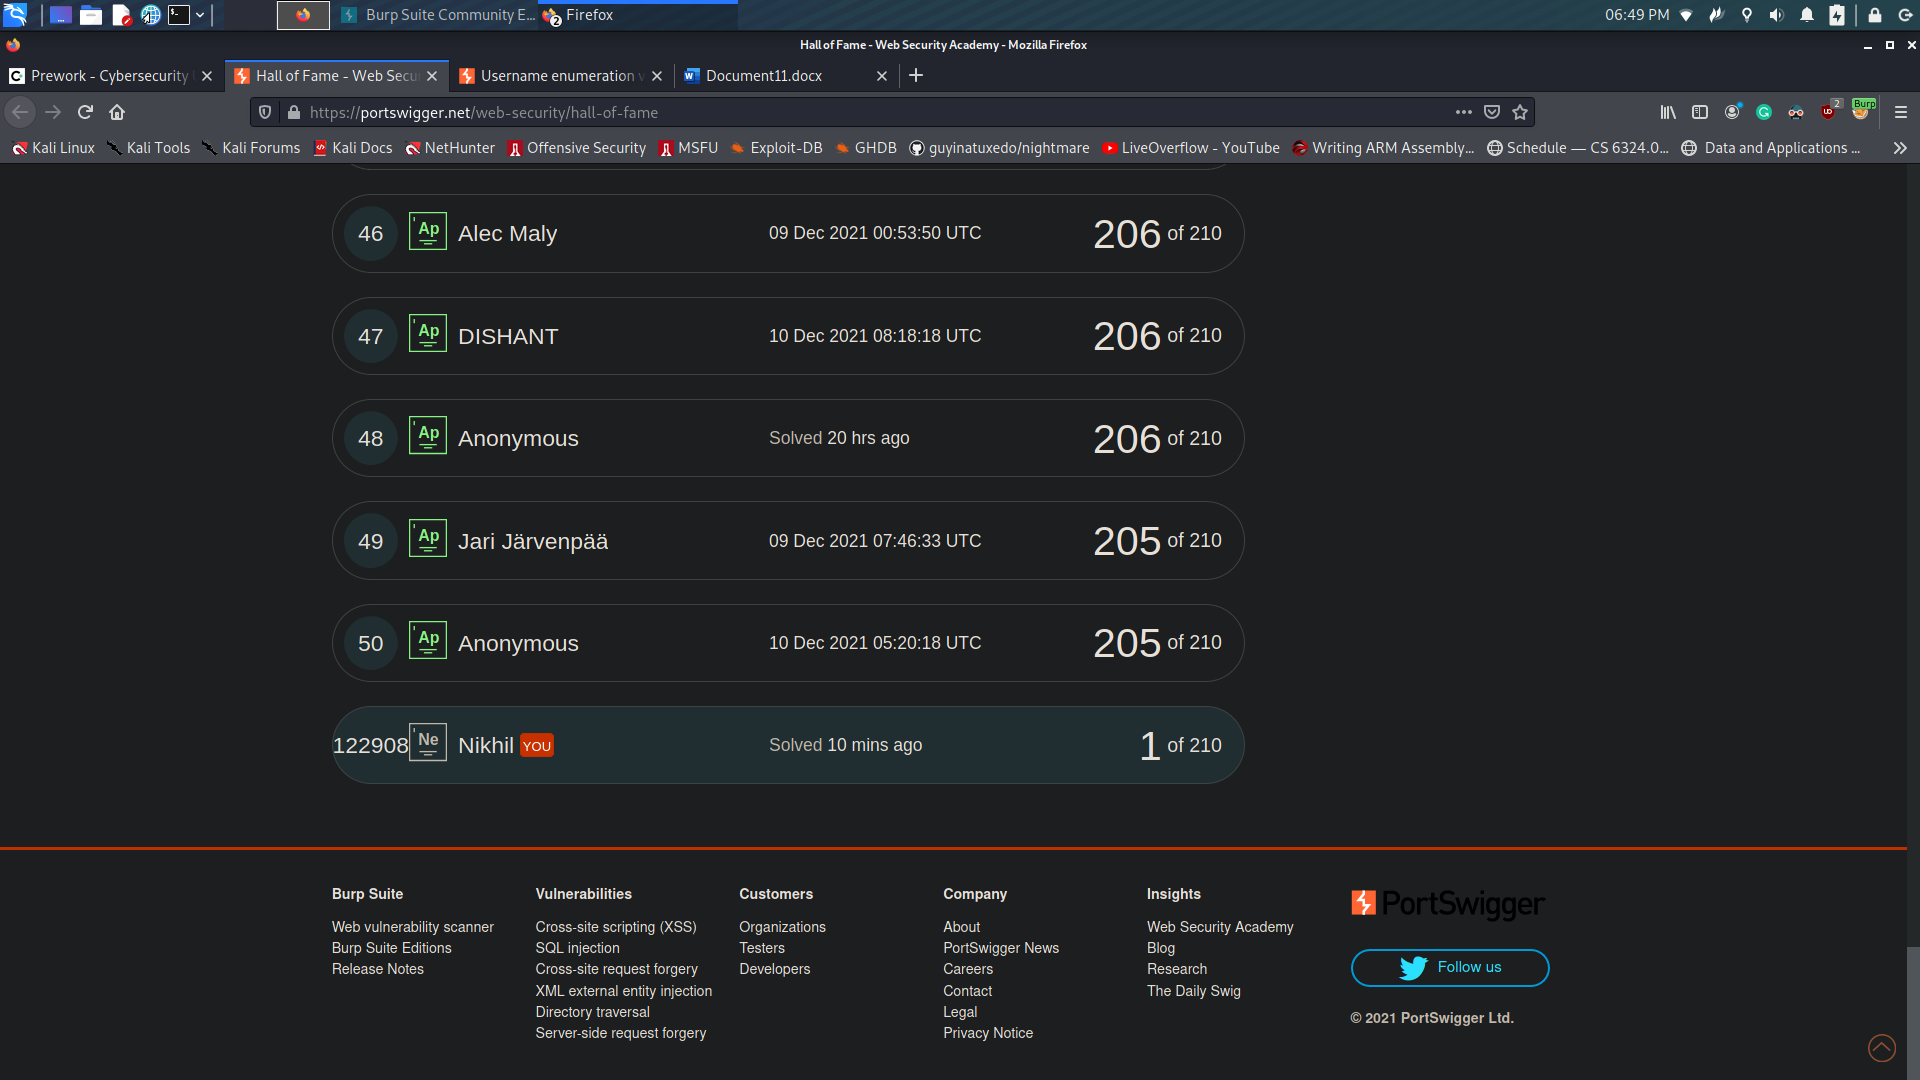 Burp Suite Community E... Firefox 06:49 PM
Hall of Fame - Web Security Academy - Mozilla Firefox
Prework - Cybersecurity Hall of Fame - Web Secu Username enumeration v Document11.docx
https://portswigger.net/web-security/hall-of-fame 2 Burp
Kali Linux Kali Tools Kali Forums Kali Docs NetHunter Offensive Security MSFU Exploit-DB GHDB guyinatuxedo/nightmare LiveOverflow - YouTube Writing ARM Assembly... Schedule — CS 6324.0... Data and Applications ...
46 Ap Alec Maly 09 Dec 2021 00:53:50 UTC 206 of 210
47 Ap DISHANT 10 Dec 2021 08:18:18 UTC 206 of 210
48 Ap Anonymous Solved 20 hrs ago 206 of 210
49 Ap Jari Järvenpää 09 Dec 2021 07:46:33 UTC 205 of 210
50 Ap Anonymous 10 Dec 2021 05:20:18 UTC 205 of 210
122908 Ne Nikhil YOU Solved 10 mins ago 1 of 210
Burp Suite
Web vulnerability scanner
Burp Suite Editions
Release Notes
Vulnerabilities
Cross-site scripting (XSS)
SQL injection
Cross-site request forgery
XML external entity injection
Directory traversal
Server-side request forgery
Customers
Organizations
Testers
Developers
Company
About
PortSwigger News
Careers
Contact
Legal
Privacy Notice
Insights
Web Security Academy
Blog
Research
The Daily Swig
PortSwigger
Follow us
© 2021 PortSwigger Ltd.